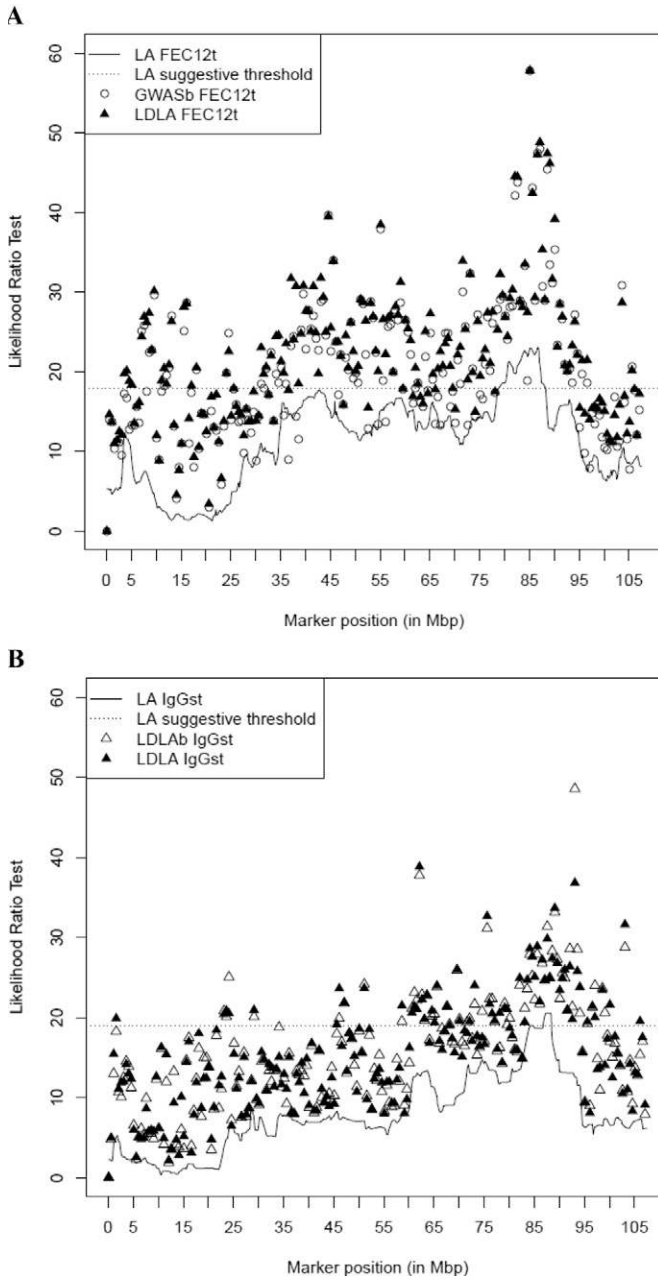 A
LA FEC12t
LA suggestive threshold
GWASb FEC12t
LDLA FEC12t
Likelihood Ratio Test
60
50
40
30
20
10
0
0 5 15 25 35 45 55 65 75 85 95 105
Marker position (in Mbp)
B
LA IgGst
LA suggestive threshold
LDLAb IgGst
LDLA IgGst
Likelihood Ratio Test
60
50
40
30
20
10
0
0 5 15 25 35 45 55 65 75 85 95 105
Marker position (in Mbp)